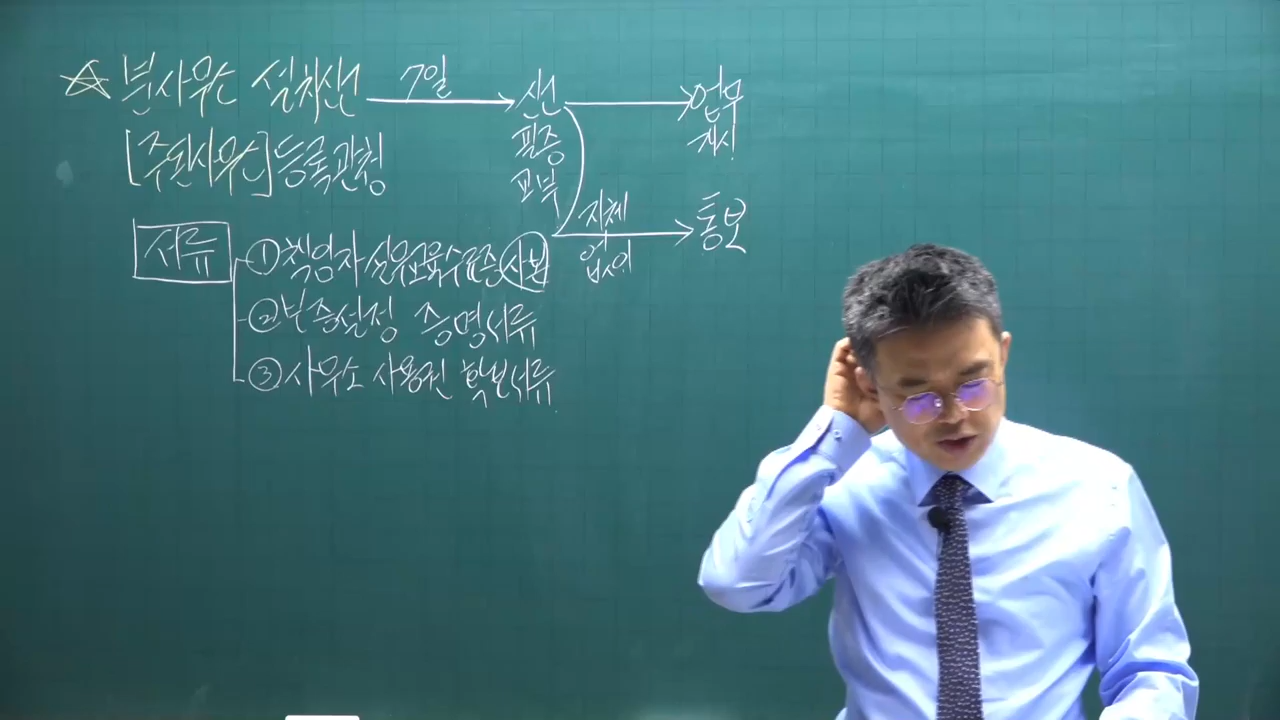 ☆ 분사무소 설치신고 7일 신고 업무
[주된사무소] 등록관청 필증 개시
교부
지체 통보
없이
서류 ① 책임자 실무교육수료증 사본
② 보증설정 증명서류
③ 사무소 사용권 확보서류